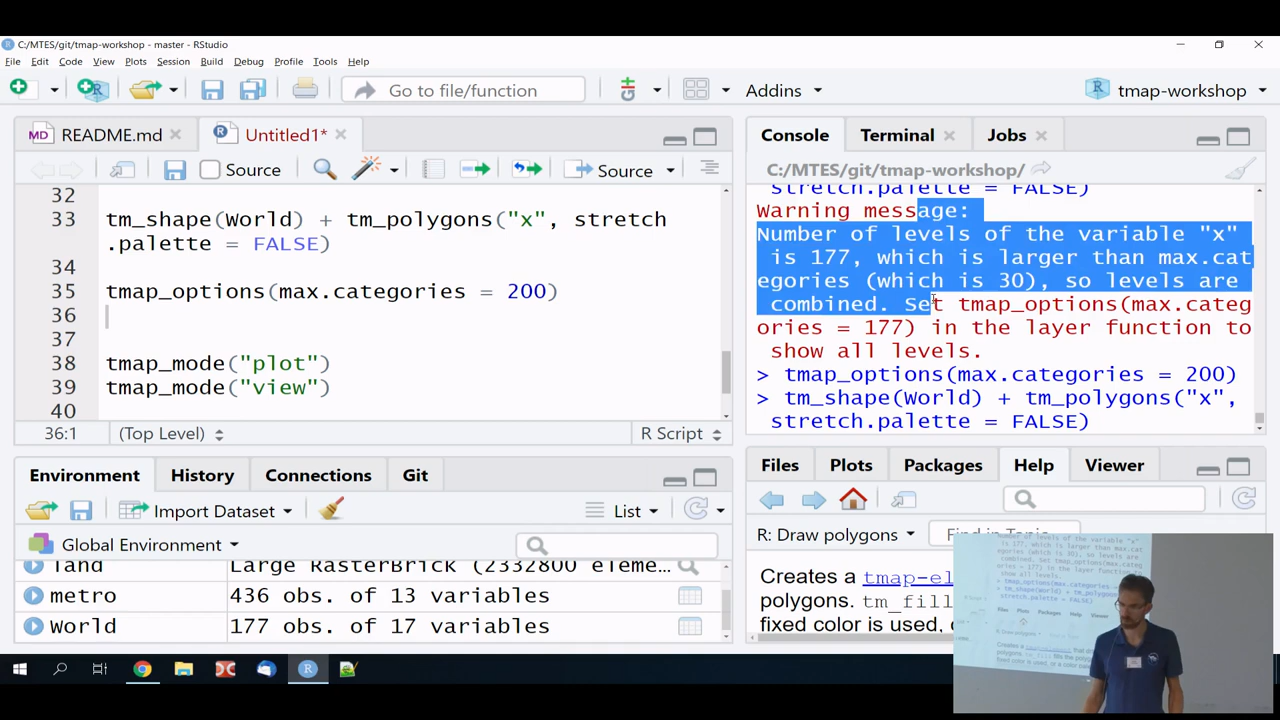 C:/MTES/git/tmap-workshop - master - RStudio
File Edit Code View Plots Session Build Debug Profile Tools Help
Go to file/function
Addins
tmap-workshop
README.md
Untitled1*
Source
Source
32
33 tm_shape(World) + tm_polygons("x", stretch
.palette = FALSE)
34
35 tmap_options(max.categories = 200)
36
37
38 tmap_mode("plot")
39 tmap_mode("view")
40
36:1 (Top Level) R Script
Console Terminal Jobs
C:/MTES/git/tmap-workshop/
stretch.palette = FALSE)
Warning message:
Number of levels of the variable "x"
is 177, which is larger than max.cat
egories (which is 30), so levels are
combined. Set tmap_options(max.categ
ories = 177) in the layer function to
show all levels.
> tmap_options(max.categories = 200)
> tm_shape(World) + tm_polygons("x",
stretch.palette = FALSE)
Environment History Connections Git
Import Dataset
List
Global Environment
land Large RasterBrick (2332800 eleme...
metro 436 obs. of 13 variables
World 177 obs. of 17 variables
Files Plots Packages Help Viewer
R: Draw polygons
Find in Topic
Creates a tmap-el
polygons. tm_fill
fixed color is used,